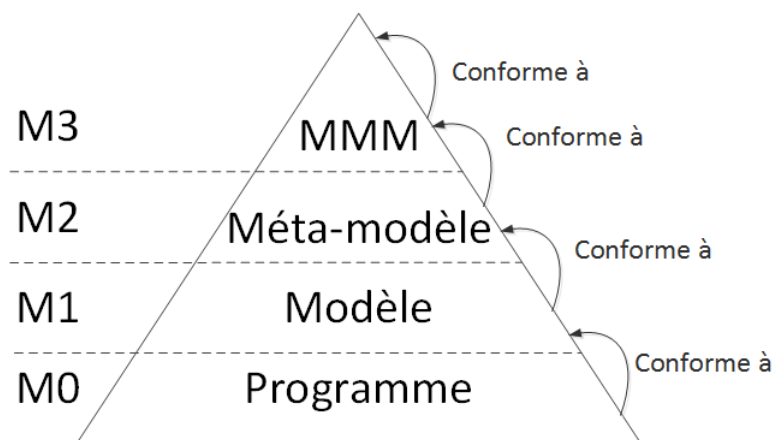 Conforme à
M3
MMM
Conforme à
M2
Méta-modèle
Conforme à
M1
Modèle
Conforme à
M0
Programme